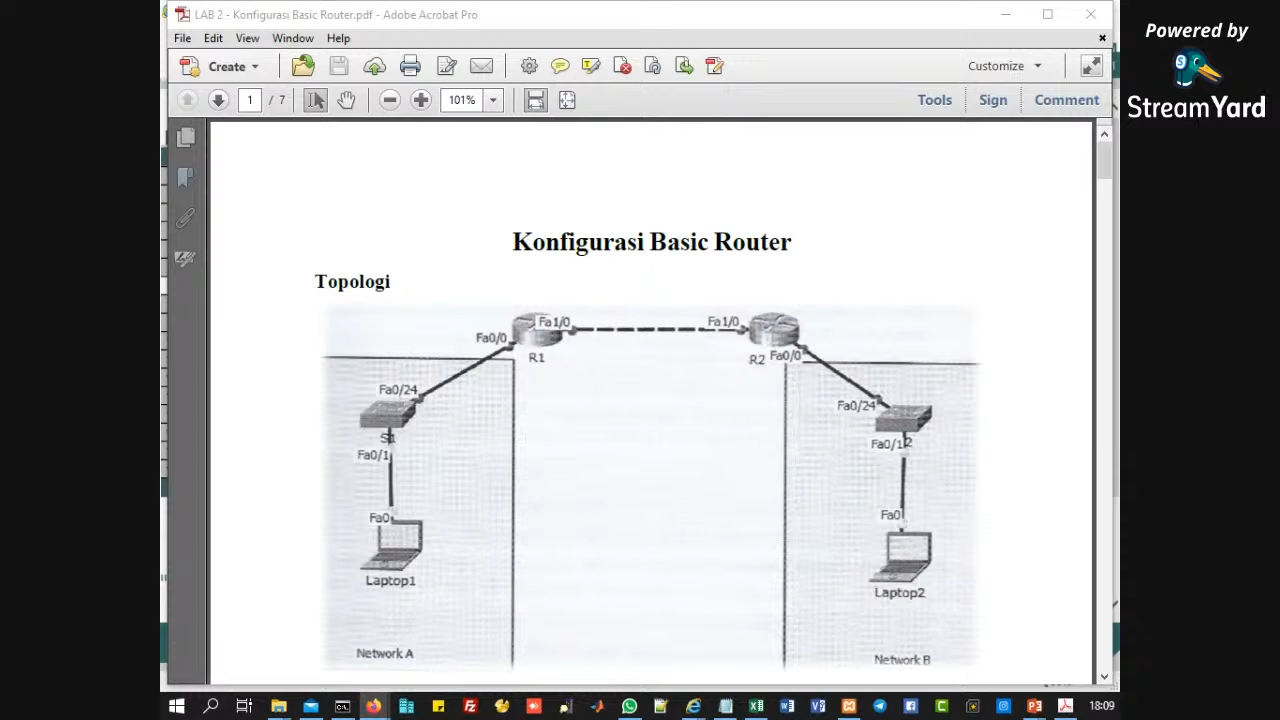 LAB 2 - Konfigurasi Basic Router.pdf - Adobe Acrobat Pro
File Edit View Window Help
Create
Customize
1 / 7
101%
Tools Sign Comment
Konfigurasi Basic Router
Topologi
Fa1/0
Fa1/0
Fa0/0
R1
R2 Fa0/0
Fa0/24
Fa0/24
S1
Fa0/1
Fa0/1
Fa0
Fa0
Laptop1
Laptop2
Network A
Network B
18:09
Powered by
StreamYard